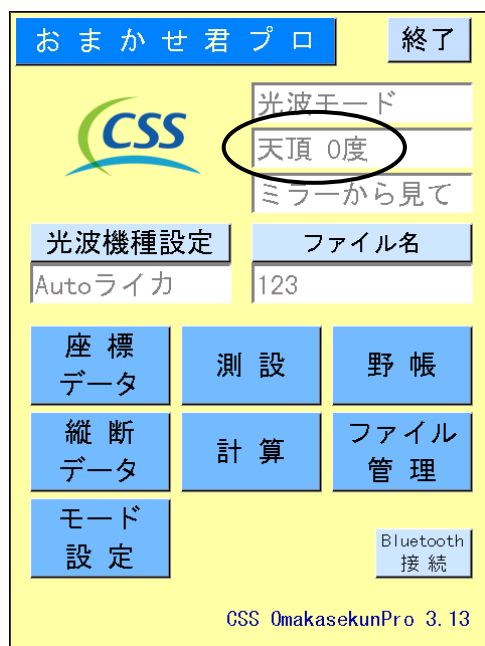 おまかせ君プロ
終了
CSS
光波モード
天頂 0度
ミラーから見て
光波機種設定
ファイル名
Autoライカ
123
座標
データ
測設
野帳
縦断
データ
計算
ファイル
管理
モード
設定
Bluetooth
接続
CSS OmakasekunPro 3.13